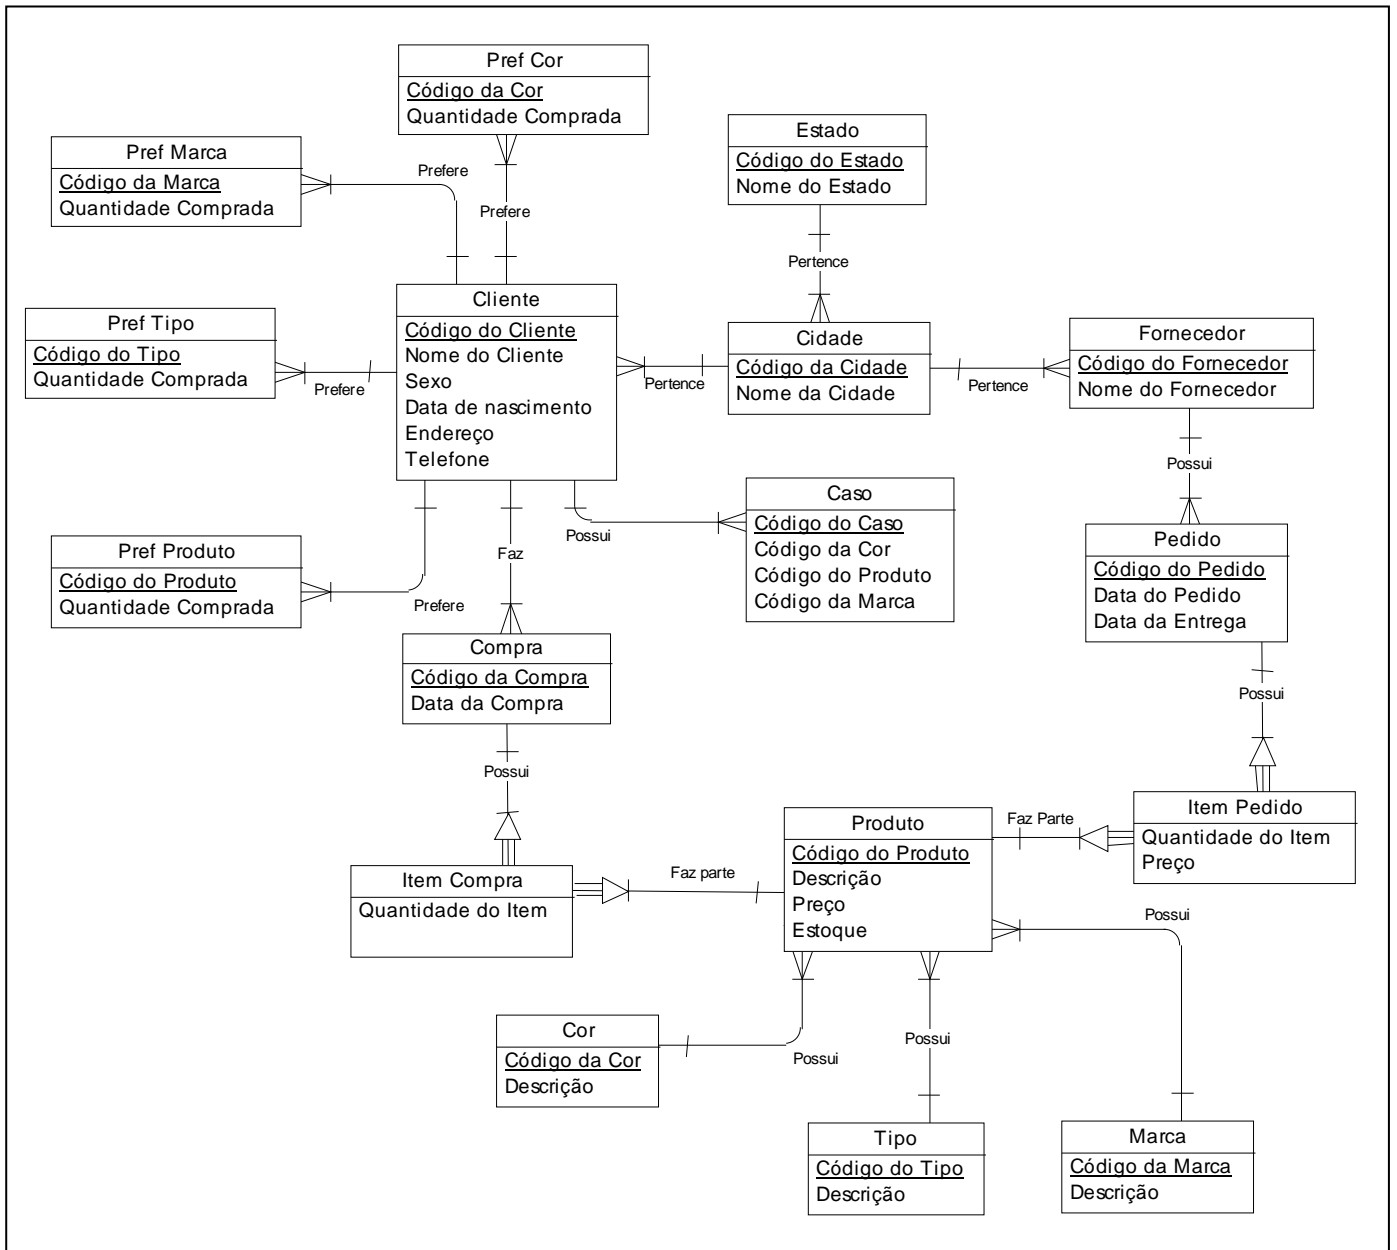 Pref Cor
Código da Cor
Quantidade Comprada
Estado
Código do Estado
Nome do Estado
Pref Marca
Código da Marca
Quantidade Comprada
Prefere
Prefere
Pertence
Pref Tipo
Código do Tipo
Quantidade Comprada
Prefere
Cliente
Código do Cliente
Nome do Cliente
Sexo
Data de nascimento
Endereço
Telefone
Pertence
Cidade
Código da Cidade
Nome da Cidade
Pertence
Fornecedor
Código do Fornecedor
Nome do Fornecedor
Possui
Caso
Código do Caso
Código da Cor
Código do Produto
Código da Marca
Possui
Faz
Pref Produto
Código do Produto
Quantidade Comprada
Prefere
Pedido
Código do Pedido
Data do Pedido
Data da Entrega
Possui
Compra
Código da Compra
Data da Compra
Possui
Item Pedido
Quantidade do Item
Preço
Faz Parte
Produto
Código do Produto
Descrição
Preço
Estoque
Item Compra
Quantidade do Item
Faz parte
Possui
Cor
Código da Cor
Descrição
Possui
Possui
Tipo
Código do Tipo
Descrição
Marca
Código da Marca
Descrição